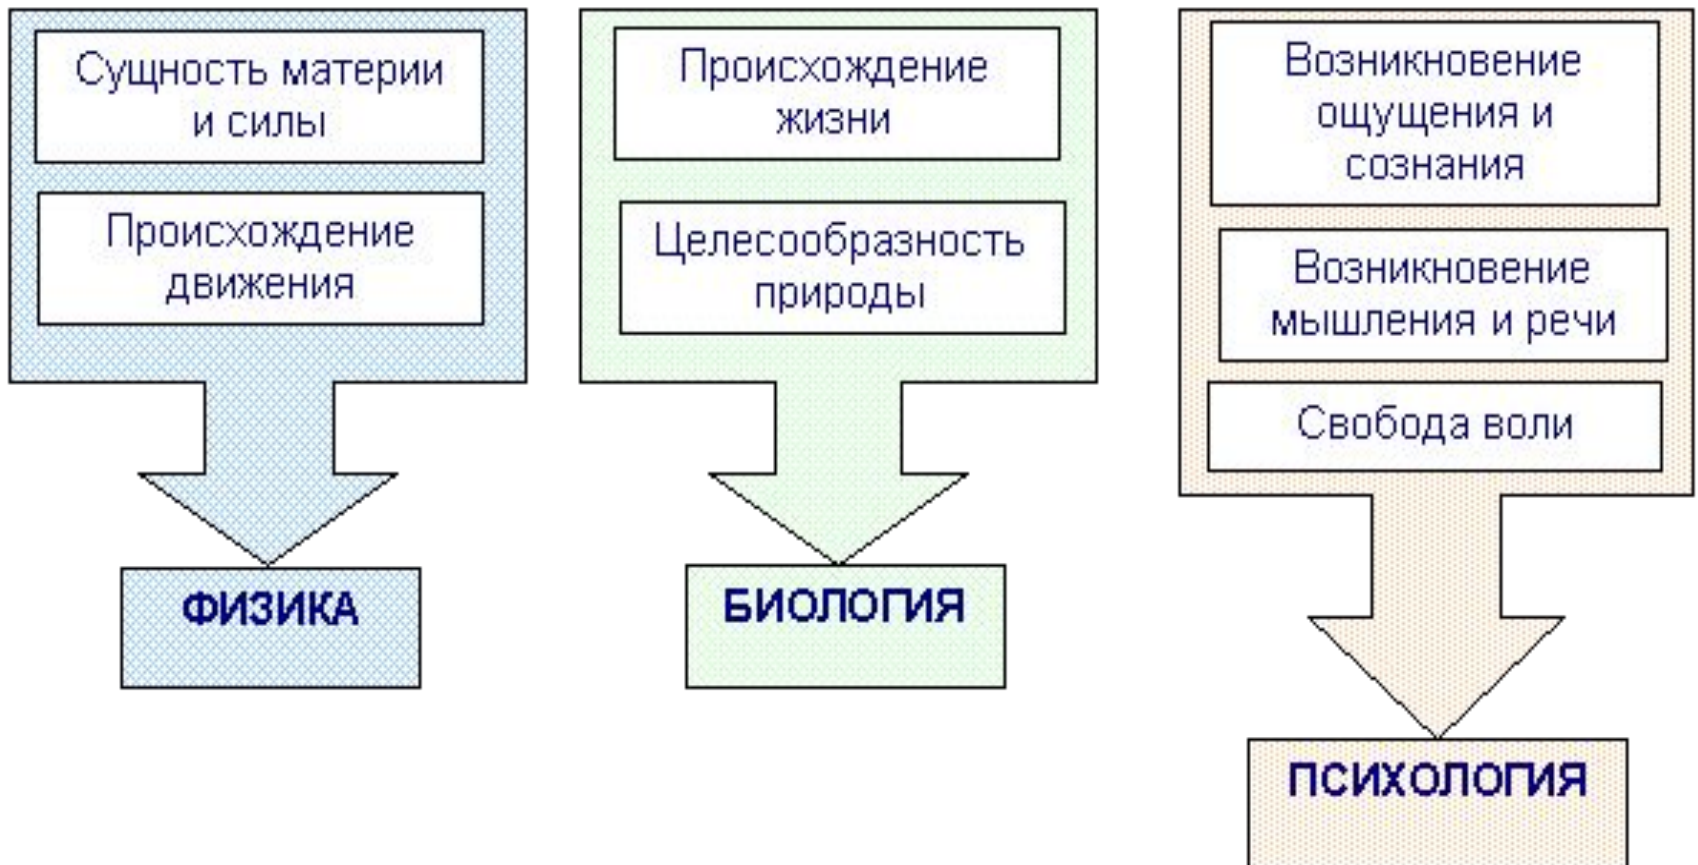 Сущность материи
и силы
Происхождение
движения
ФИЗИКА
Происхождение
жизни
Целесообразность
природы
БИОЛОГИЯ
Возникновение
ощущения и
сознания
Возникновение
мышления и речи
Свобода воли
ПСИХОЛОГИЯ